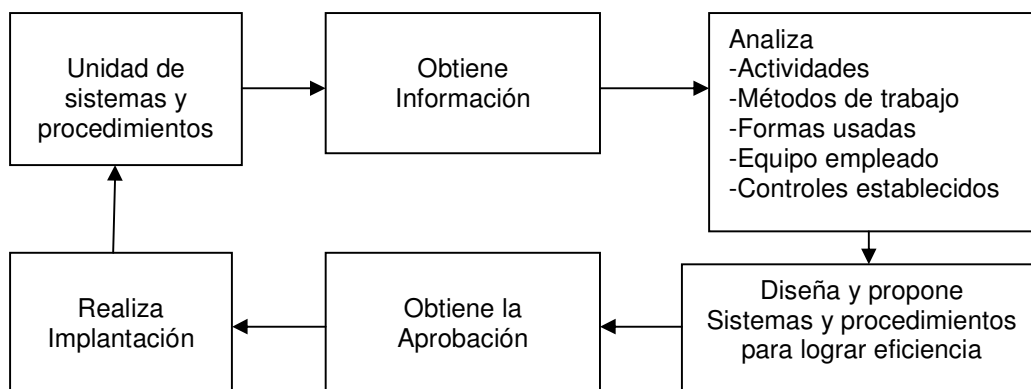 Unidad de
sistemas y
procedimientos
Obtiene
Información
Analiza
-Actividades
-Métodos de trabajo
-Formas usadas
-Equipo empleado
-Controles establecidos
Diseña y propone
Sistemas y procedimientos
para lograr eficiencia
Obtiene la
Aprobación
Realiza
Implantación